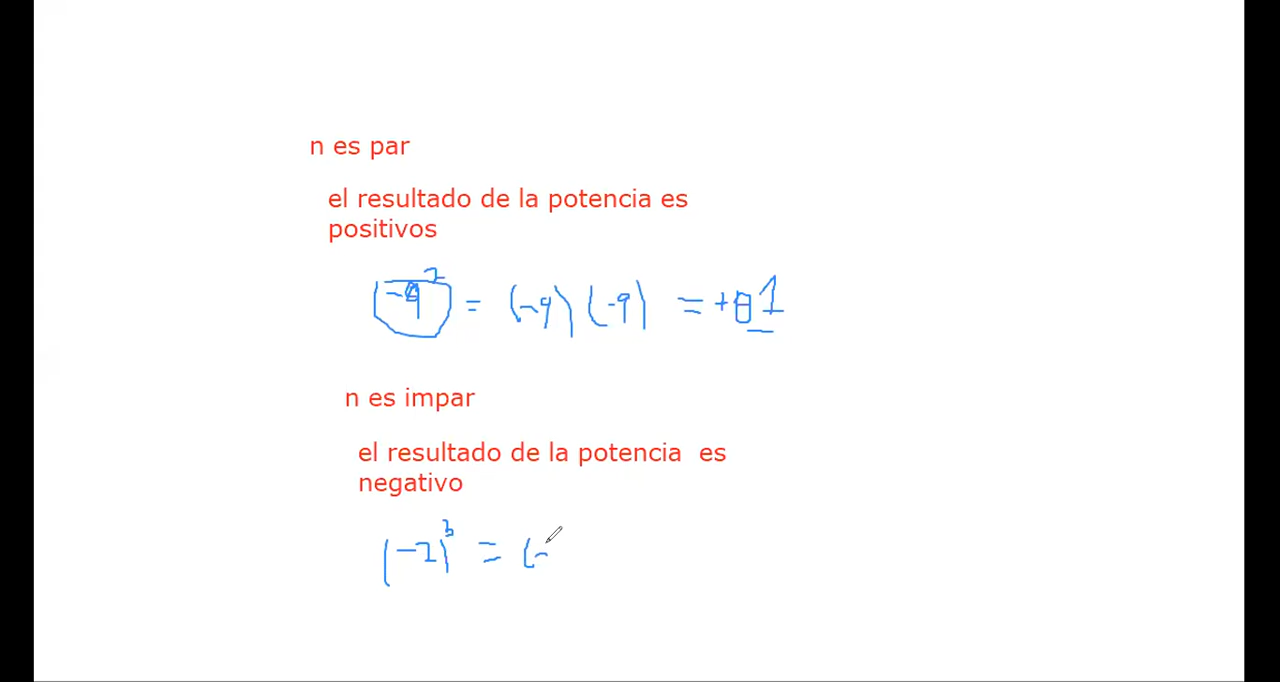 n es par
el resultado de la potencia es
positivos
(-9)² = (-9) (-9) = +81
n es impar
el resultado de la potencia es
negativo
(-2)³ = (-